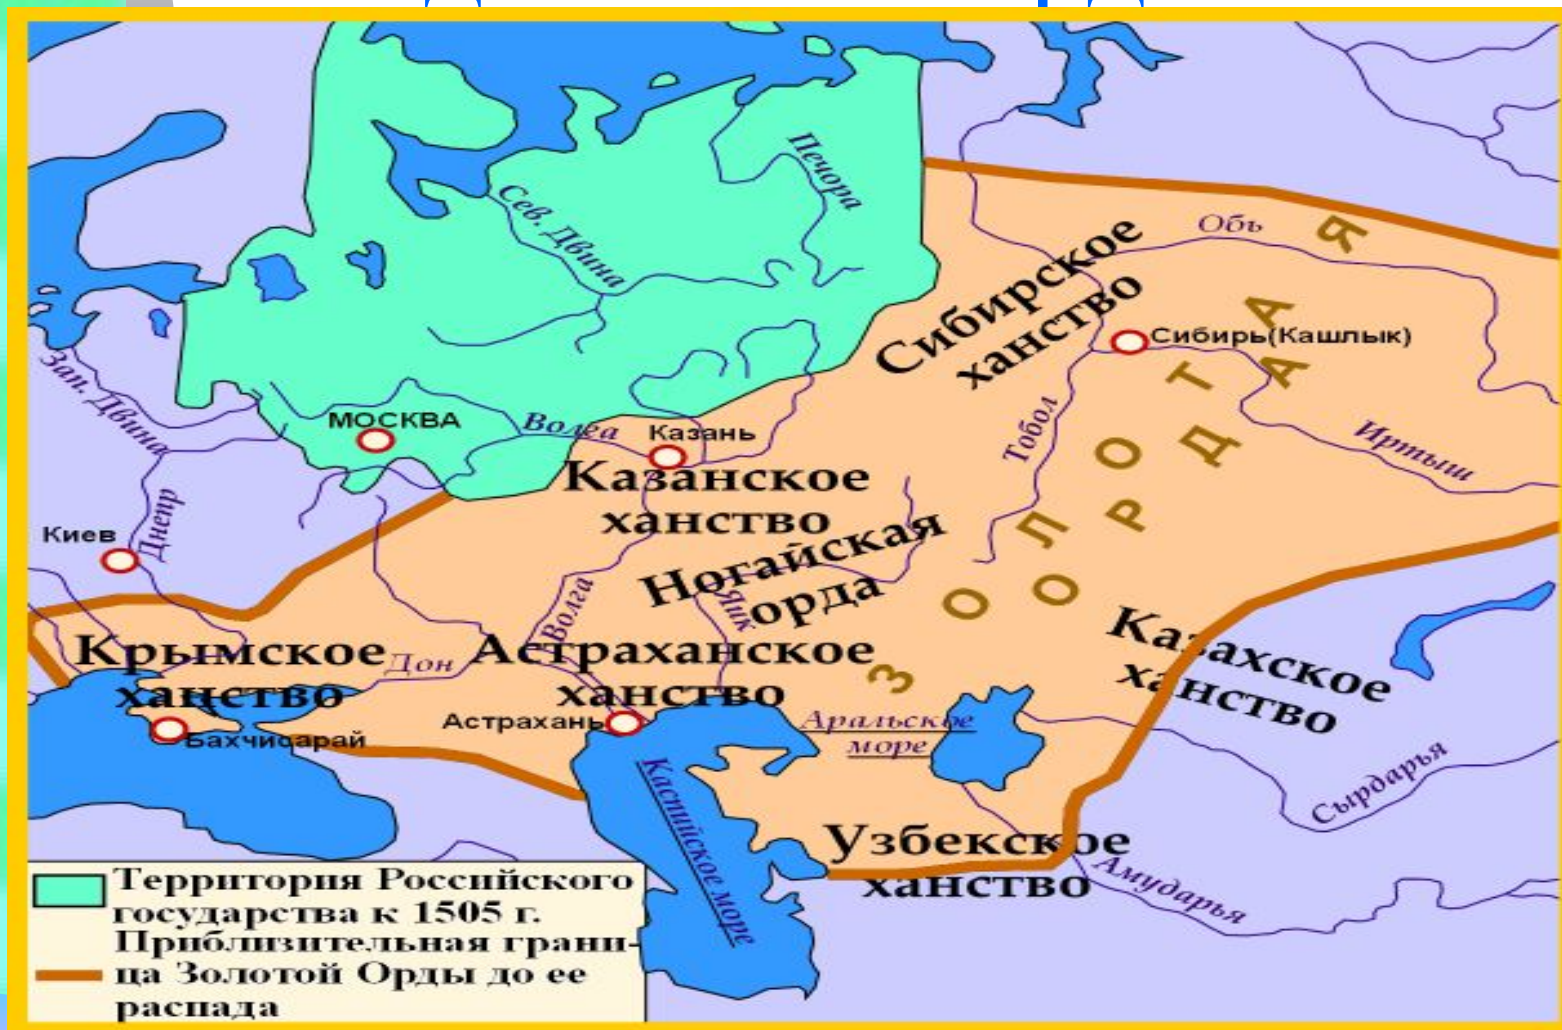 Печора
Сев. Двина
Обь
Сибирское
ханство
Сибирь(Кашлык)
Зап. Двина
МОСКВА
Волга
Казань
Тобол
Иртыш
Казанское
ханство
Киев
Днепр
Ногайская
орда
ЗОЛОТАЯ
ОРДА
Волга
Яик
Крымское
ханство
Дон
Астраханское
ханство
Казахское
ханство
Астрахань
Бахчисарай
Аральское
море
Каспийское море
Сырдарья
Узбекское
ханство
Амударья
Территория Российского
государства к 1505 г.
Приблизительная грани-
ца Золотой Орды до ее
распада